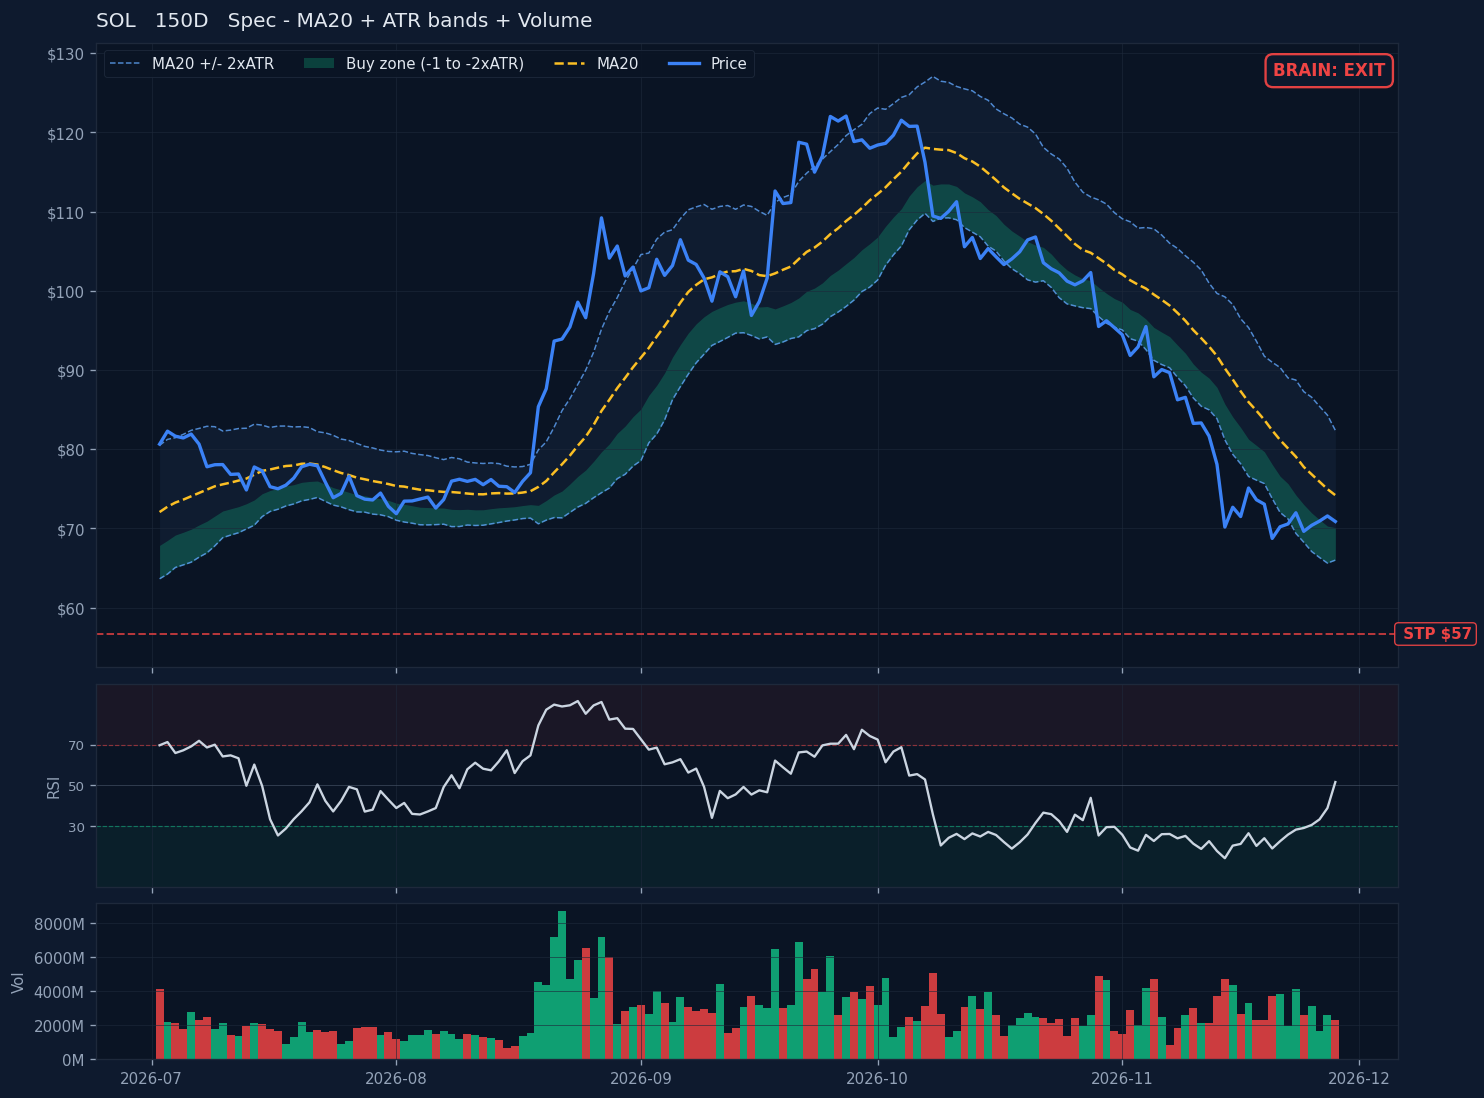 SOL   150D   Spec - MA20 + ATR bands + Volume
MA20 +/- 2xATR
Buy zone (-1 to -2xATR)
MA20
Price
BRAIN: EXIT
$130
$120
$110
$100
$90
$80
$70
$60
STP $57
RSI
70
50
30
Vol
8000M
6000M
4000M
2000M
0M
2026-07
2026-08
2026-09
2026-10
2026-11
2026-12